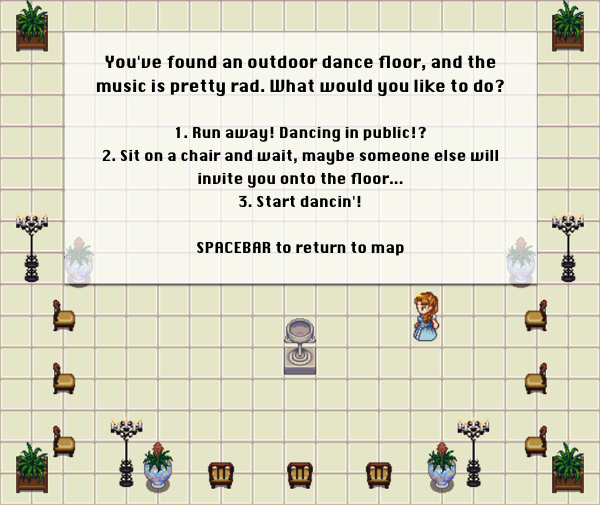 You've found an outdoor dance floor, and the
music is pretty rad. What would you like to do?
1. Run away! Dancing in public!?
2. Sit on a chair and wait, maybe someone else will
invite you onto the floor...
3. Start dancin'!
SPACEBAR to return to map